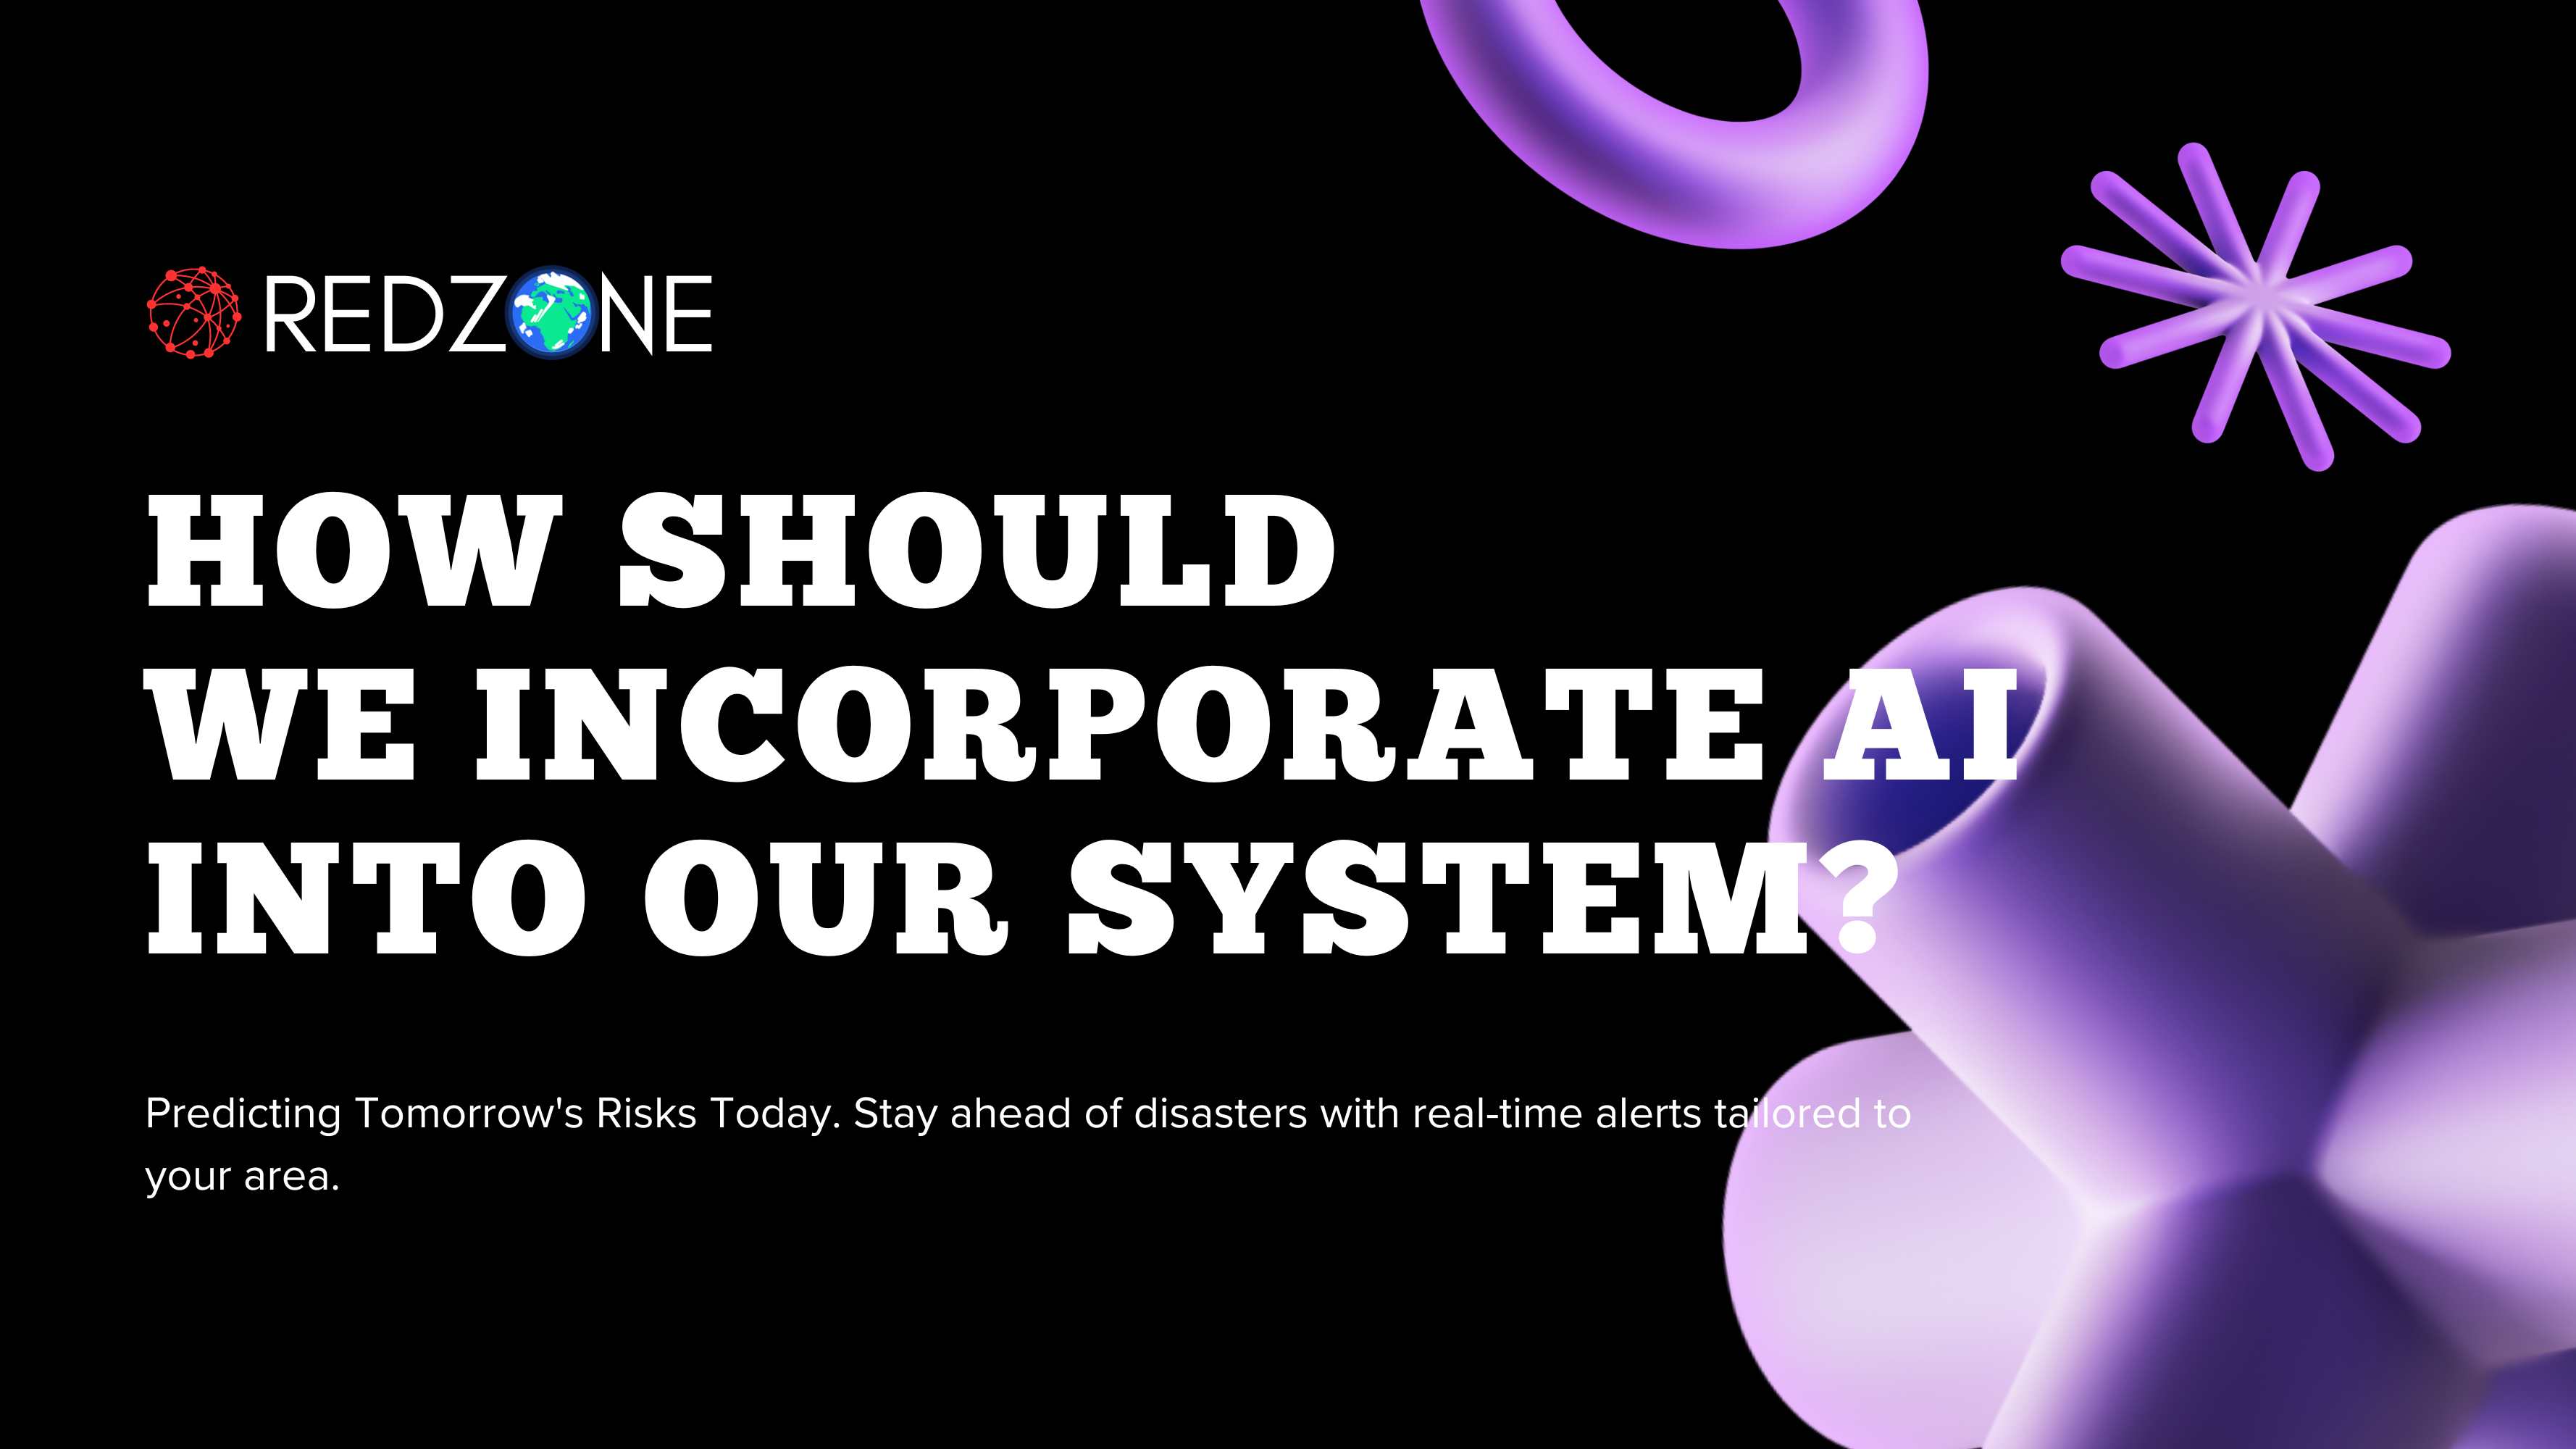 REDZONE
HOW SHOULD
WE INCORPORATE AI
INTO OUR SYSTEM?
Predicting Tomorrow's Risks Today. Stay ahead of disasters with real-time alerts tailored to
your area.